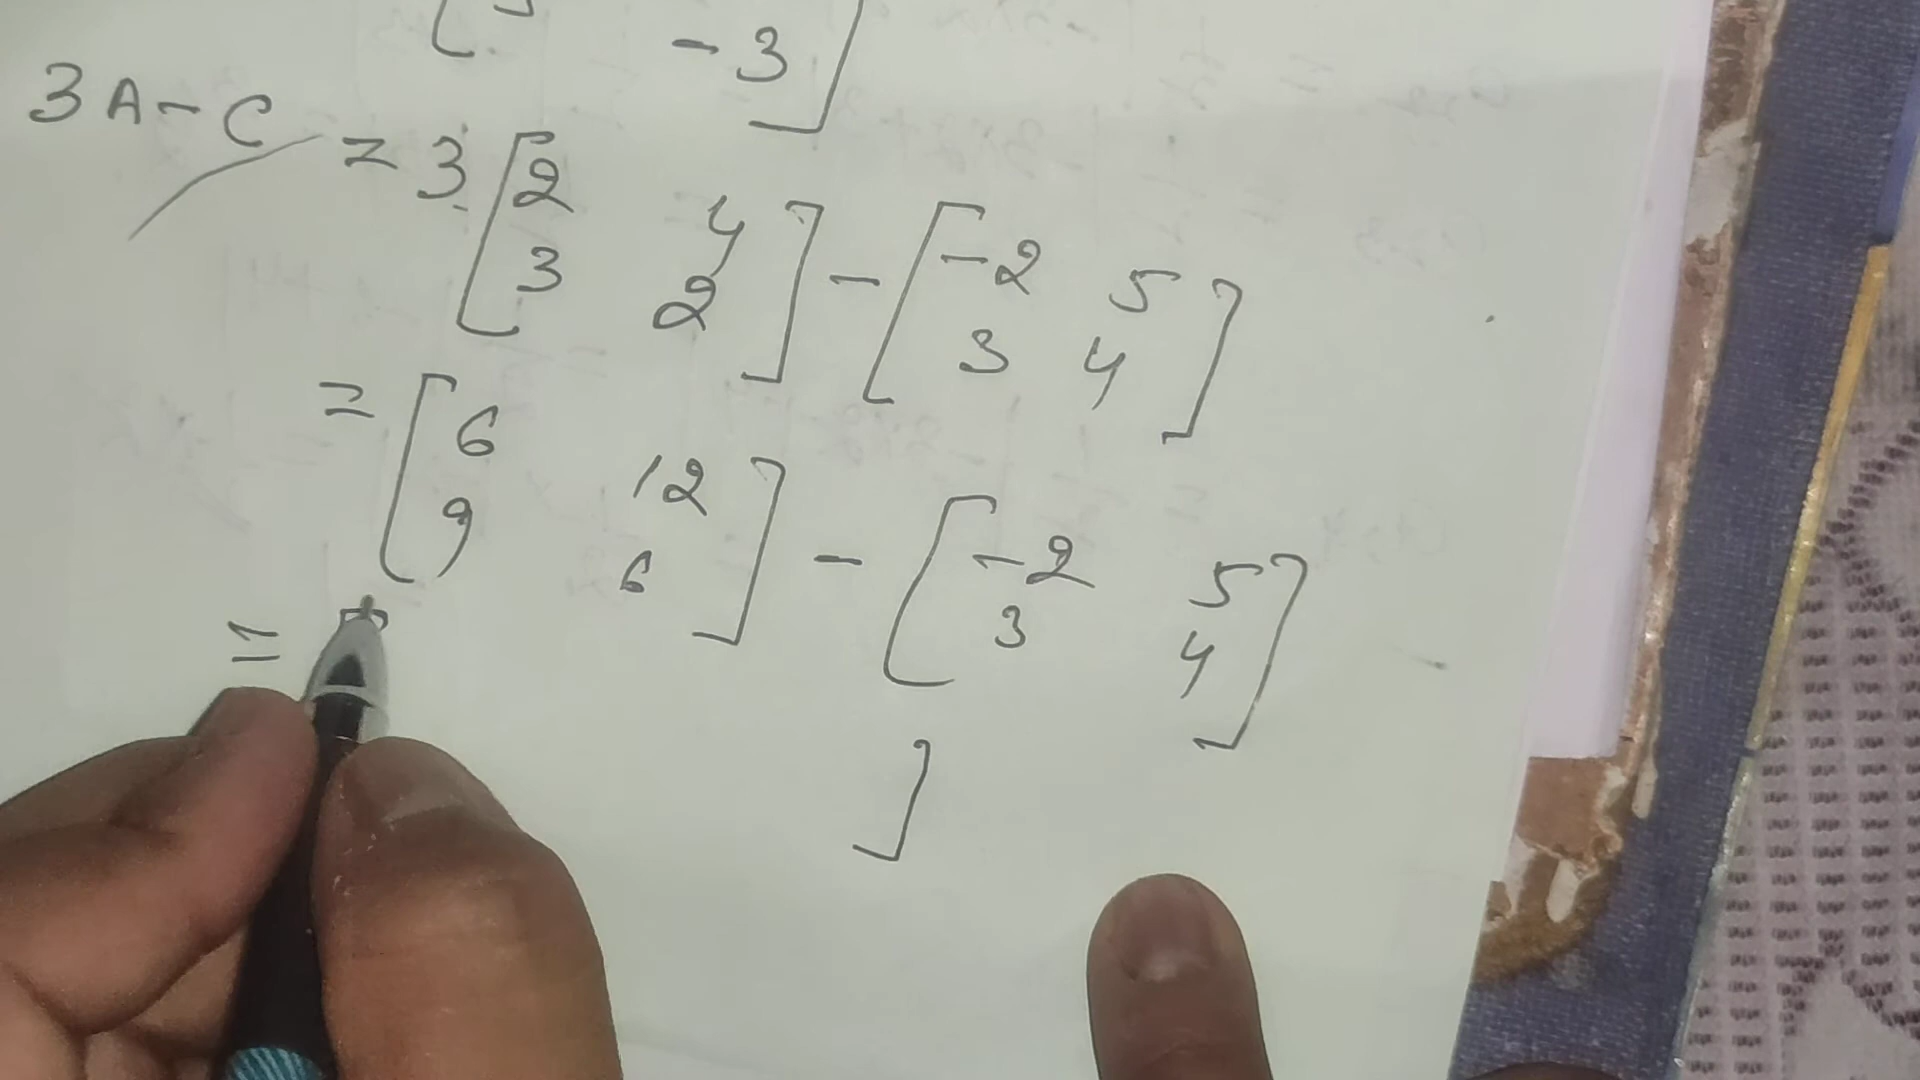 -3]
3A-C = 3[2 4] - [-2 5]
[3 2] [3 4]
= [6 12] - [-2 5]
[9 6] [3 4]
= [ ]